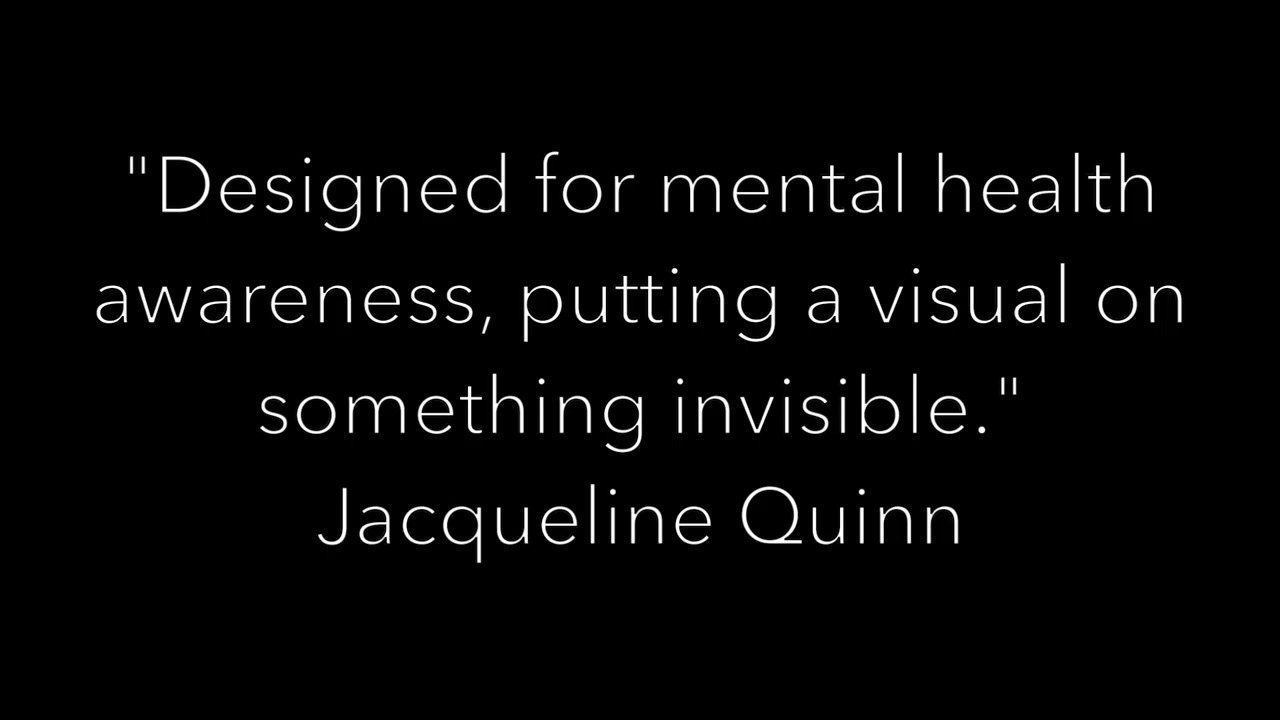 "Designed for mental health
awareness, putting a visual on
something invisible."
Jacqueline Quinn